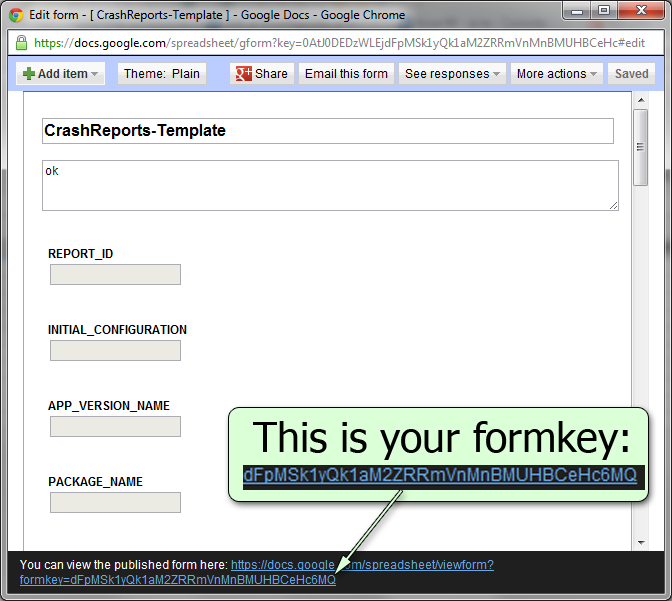 Edit form - [ CrashReports-Template ] - Google Docs - Google Chrome
https://docs.google.com/spreadsheet/gform?key=0AtJ0DEDzWLEjdFpMSk1yQk1aM2ZRRmVnMnBMUHBCeHc#edit
Add item Theme: Plain Share Email this form See responses More actions Saved
CrashReports-Template
ok
REPORT_ID
INITIAL_CONFIGURATION
APP_VERSION_NAME
PACKAGE_NAME
This is your formkey:
dFpMSk1yQk1aM2ZRRmVnMnBMUHBCeHc6MQ
You can view the published form here: https://docs.google.com/spreadsheet/viewform?
formkey=dFpMSk1yQk1aM2ZRRmVnMnBMUHBCeHc6MQ